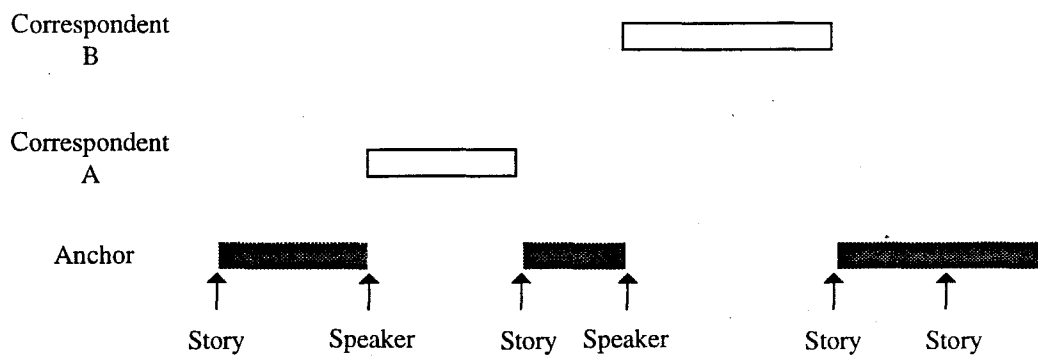 Correspondent
B
Correspondent
A
Anchor
Story
Speaker
Story
Speaker
Story
Story